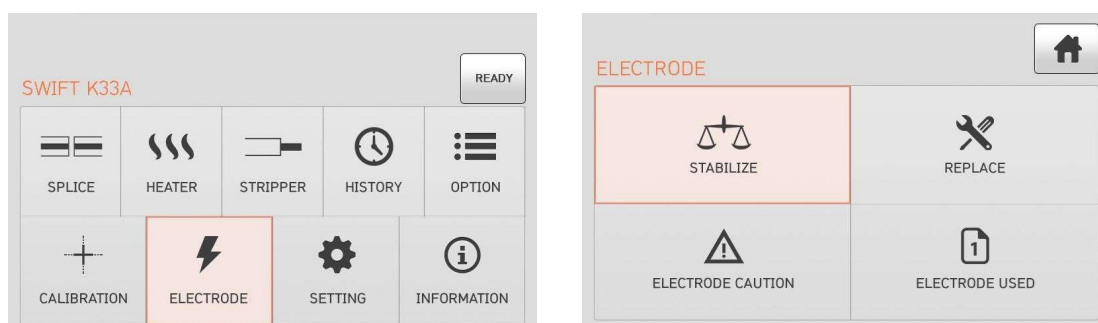 SWIFT K33A
READY
SPLICE
HEATER
STRIPPER
HISTORY
OPTION
CALIBRATION
ELECTRODE
SETTING
INFORMATION
ELECTRODE
STABILIZE
REPLACE
ELECTRODE CAUTION
1
ELECTRODE USED